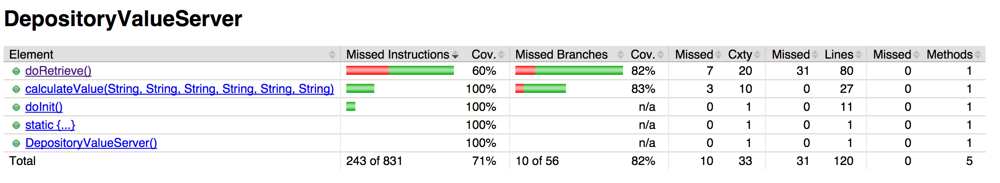 DepositoryValueServer
Element Missed Instructions Cov. Missed Branches Cov. Missed Cxty Missed Lines Missed Methods
doRetrieve() 60% 82% 7 20 31 80 0 1
calculateValue(String, String, String, String, String, String) 100% 83% 3 10 0 27 0 1
doInit() 100% n/a 0 1 0 11 0 1
static {...} 100% n/a 0 1 0 1 0 1
DepositoryValueServer() 100% n/a 0 1 0 1 0 1
Total 243 of 831 71% 10 of 56 82% 10 33 31 120 0 5